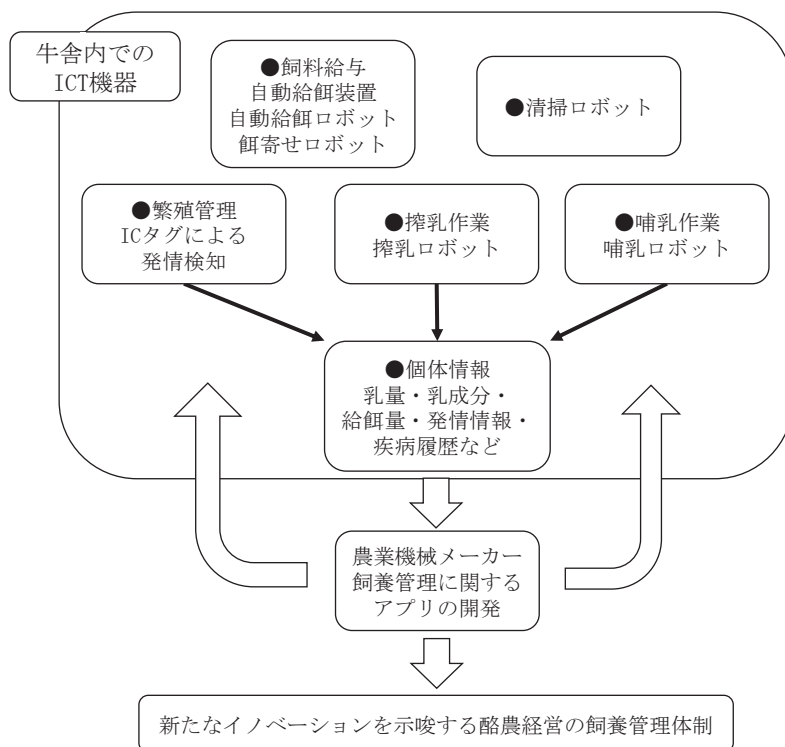 牛舎内での
ICT機器
●飼料給与
自動給餌装置
自動給餌ロボット
餌寄せロボット
●清掃ロボット
●繁殖管理
ICタグによる
発情検知
●搾乳作業
搾乳ロボット
●哺乳作業
哺乳ロボット
●個体情報
乳量・乳成分・
給餌量・発情情報・
疾病履歴など
農業機械メーカー
飼養管理に関する
アプリの開発
新たなイノベーションを示唆する酪農経営の飼養管理体制